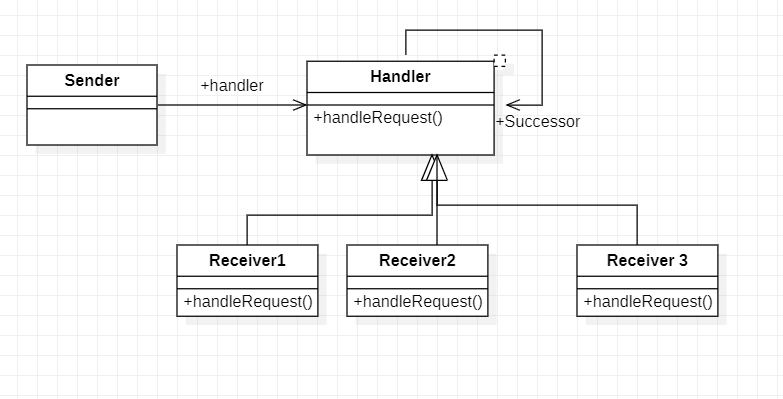 Sender
+handler
Handler
+handleRequest()
+Successor
Receiver1
+handleRequest()
Receiver2
+handleRequest()
Receiver 3
+handleRequest()